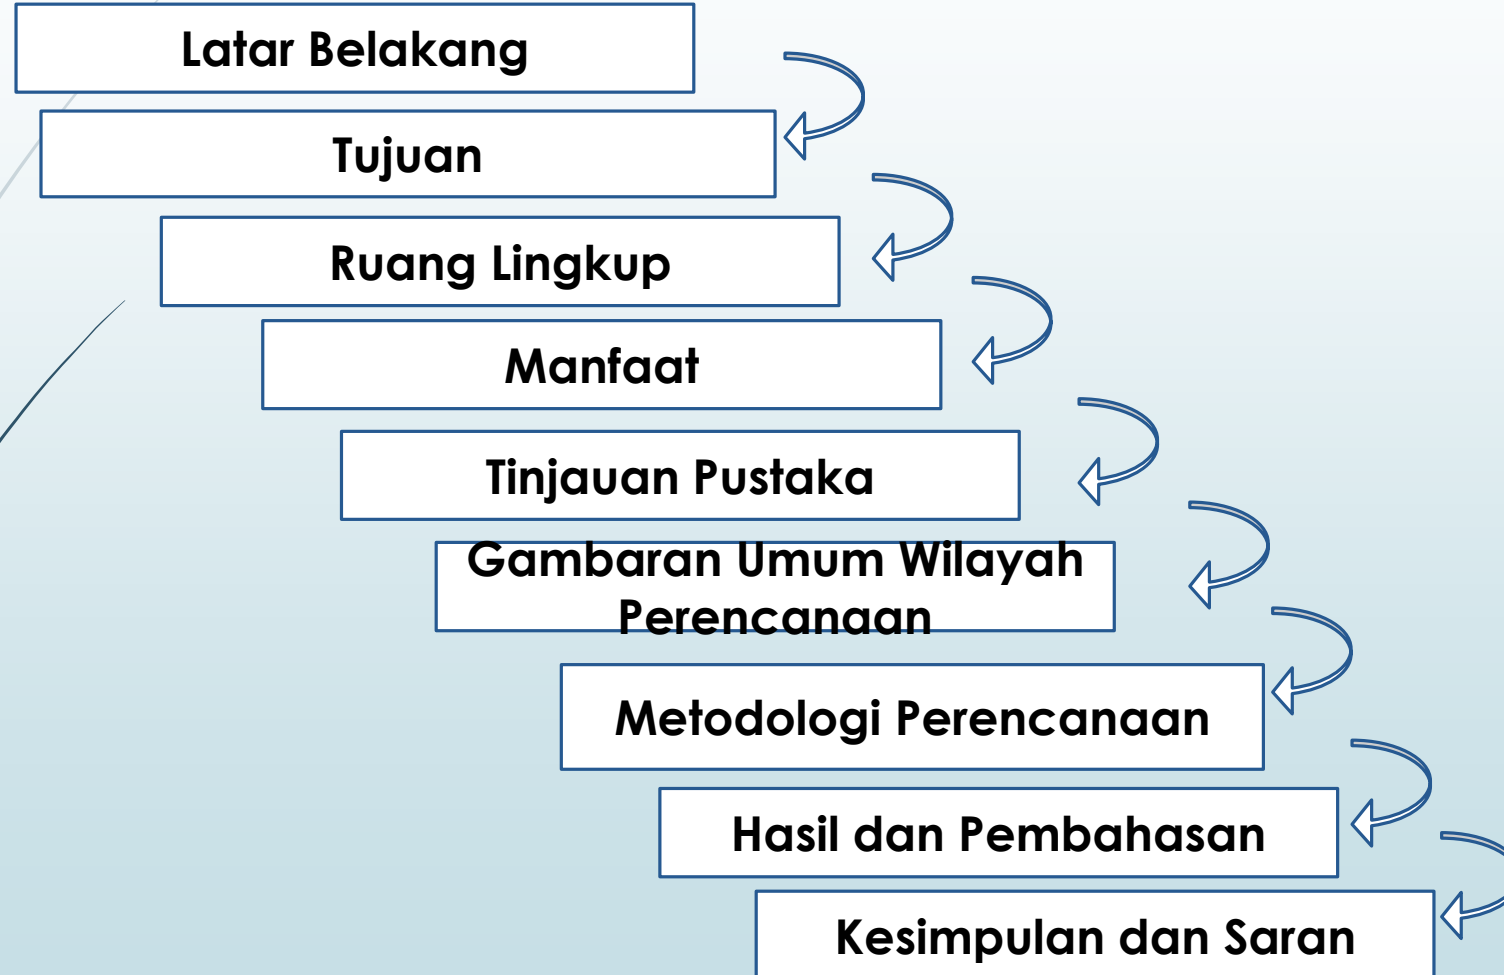 Latar Belakang
Tujuan
Ruang Lingkup
Manfaat
Tinjauan Pustaka
Gambaran Umum Wilayah
Perencanaan
Metodologi Perencanaan
Hasil dan Pembahasan
Kesimpulan dan Saran